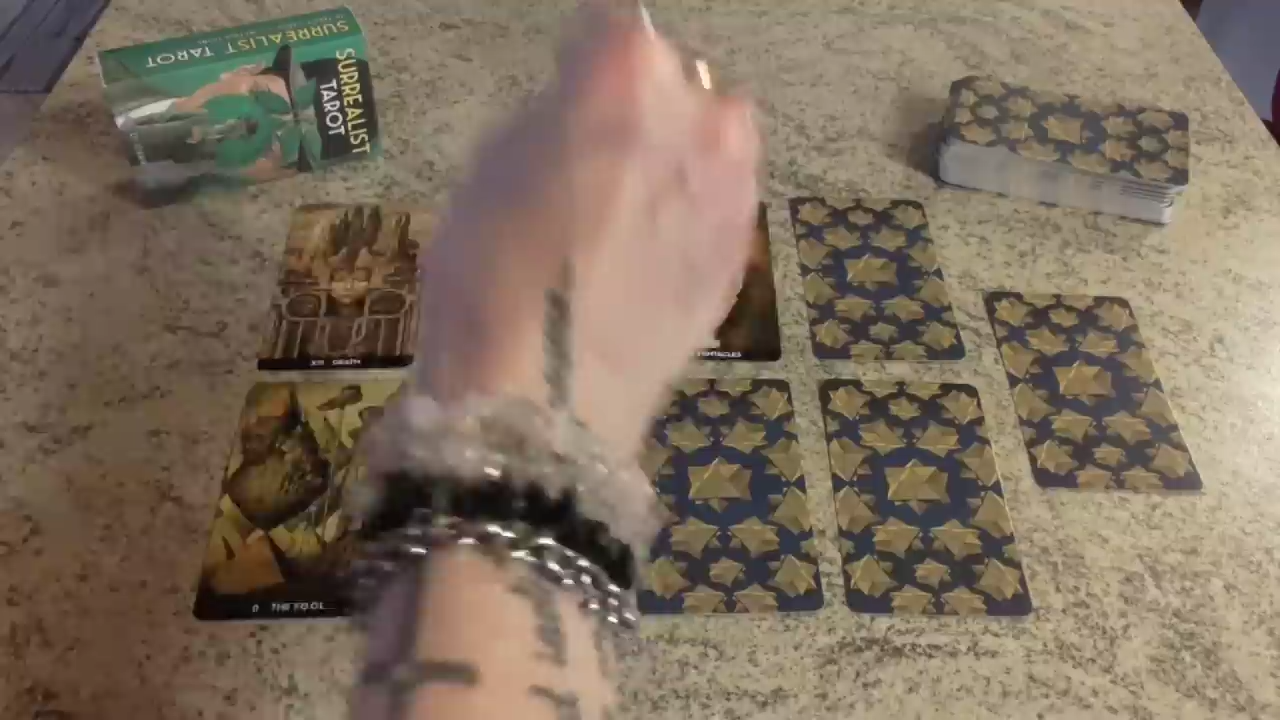 SURREALIST TAROT
SURREALIST
TAROT
XIII DEATH
PENTACLES
0 THE FOOL